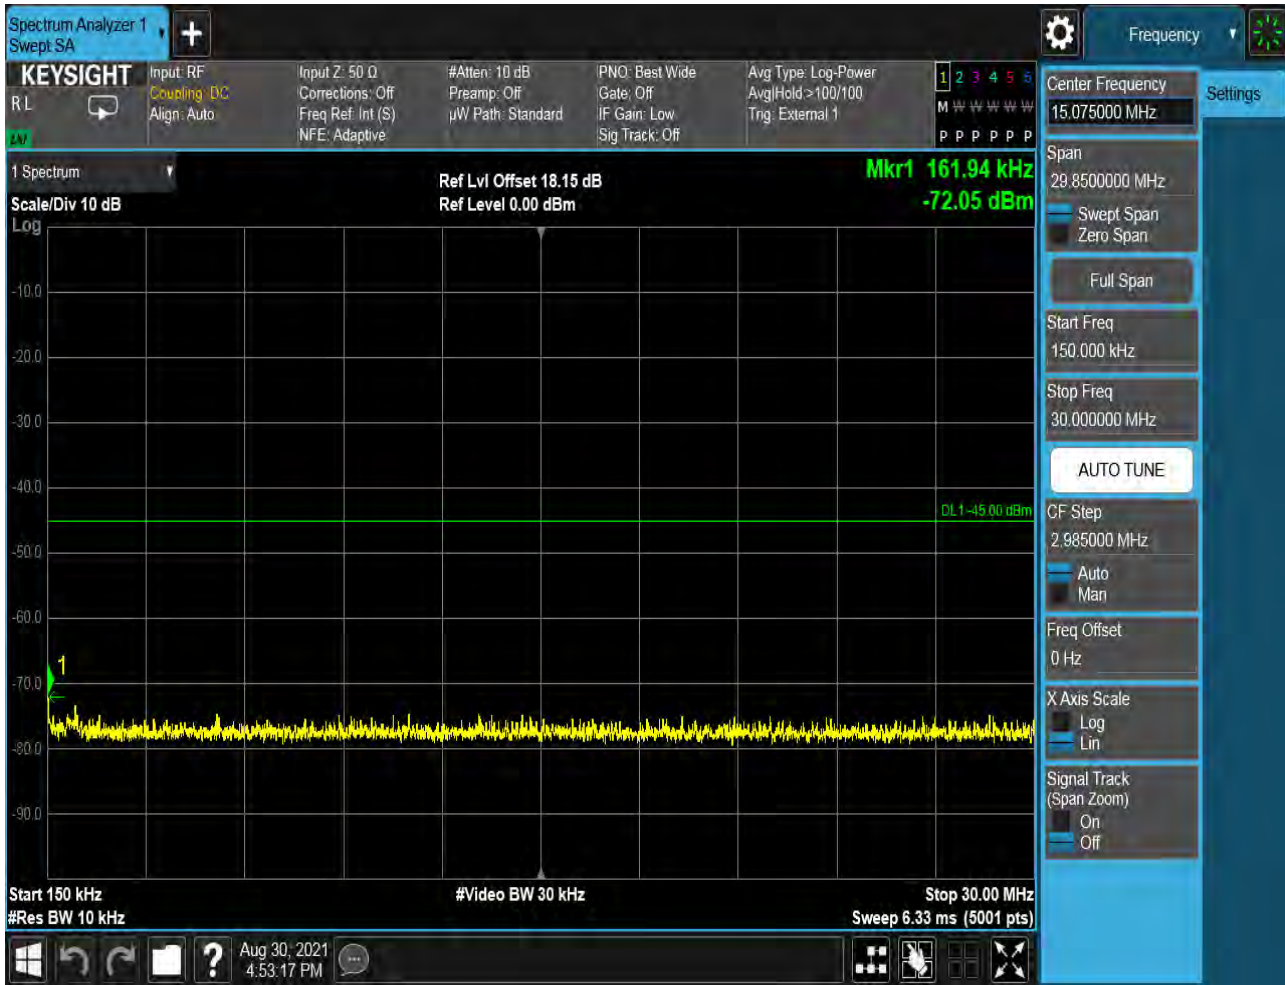 Spectrum Analyzer 1
Swept SA
Frequency
KEYSIGHT
R L
Input: RF
Coupling: DC
Align: Auto
Input Z: 50 Ω
Corrections: Off
Freq Ref: Int (S)
NFE: Adaptive
#Atten: 10 dB
Preamp: Off
µW Path: Standard
PNO: Best Wide
Gate: Off
IF Gain: Low
Sig Track: Off
Avg Type: Log-Power
Avg|Hold:>100/100
Trig: External 1
1 2 3 4 5 6
M W W W W W
P P P P P P
1 Spectrum
Scale/Div 10 dB
Ref Lvl Offset 18.15 dB
Ref Level 0.00 dBm
Mkr1 161.94 kHz
-72.05 dBm
Log
-10.0
-20.0
-30.0
-40.0
-50.0
-60.0
-70.0
-80.0
-90.0
DL1 -45.00 dBm
1
Start 150 kHz
#Video BW 30 kHz
Stop 30.00 MHz
#Res BW 10 kHz
Sweep 6.33 ms (5001 pts)
Center Frequency
15.075000 MHz
Settings
Span
29.8500000 MHz
Swept Span
Zero Span
Full Span
Start Freq
150.000 kHz
Stop Freq
30.000000 MHz
AUTO TUNE
CF Step
2.985000 MHz
Auto
Man
Freq Offset
0 Hz
X Axis Scale
Log
Lin
Signal Track
(Span Zoom)
On
Off
?
Aug 30, 2021
4:53:17 PM